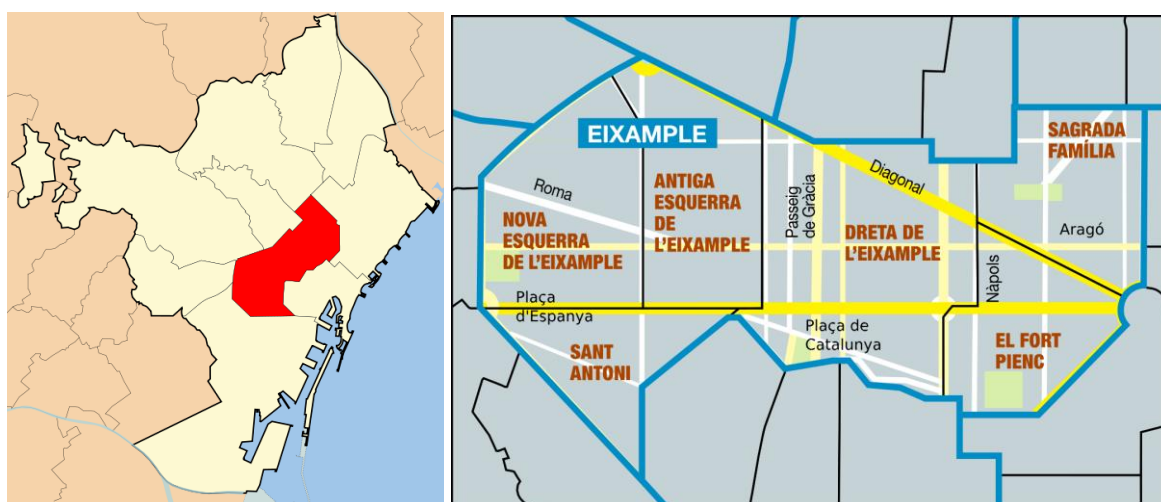 EIXAMPLE
SAGRADA
FAMÍLIA
Roma
ANTIGA
ESQUERRA
DE
L'EIXAMPLE
Passeig
de Gràcia
Diagonal
NOVA
ESQUERRA
DE L'EIXAMPLE
DRETA DE
L'EIXAMPLE
Aragó
Nàpols
Plaça
d'Espanya
Plaça de
Catalunya
SANT
ANTONI
EL FORT
PIENC